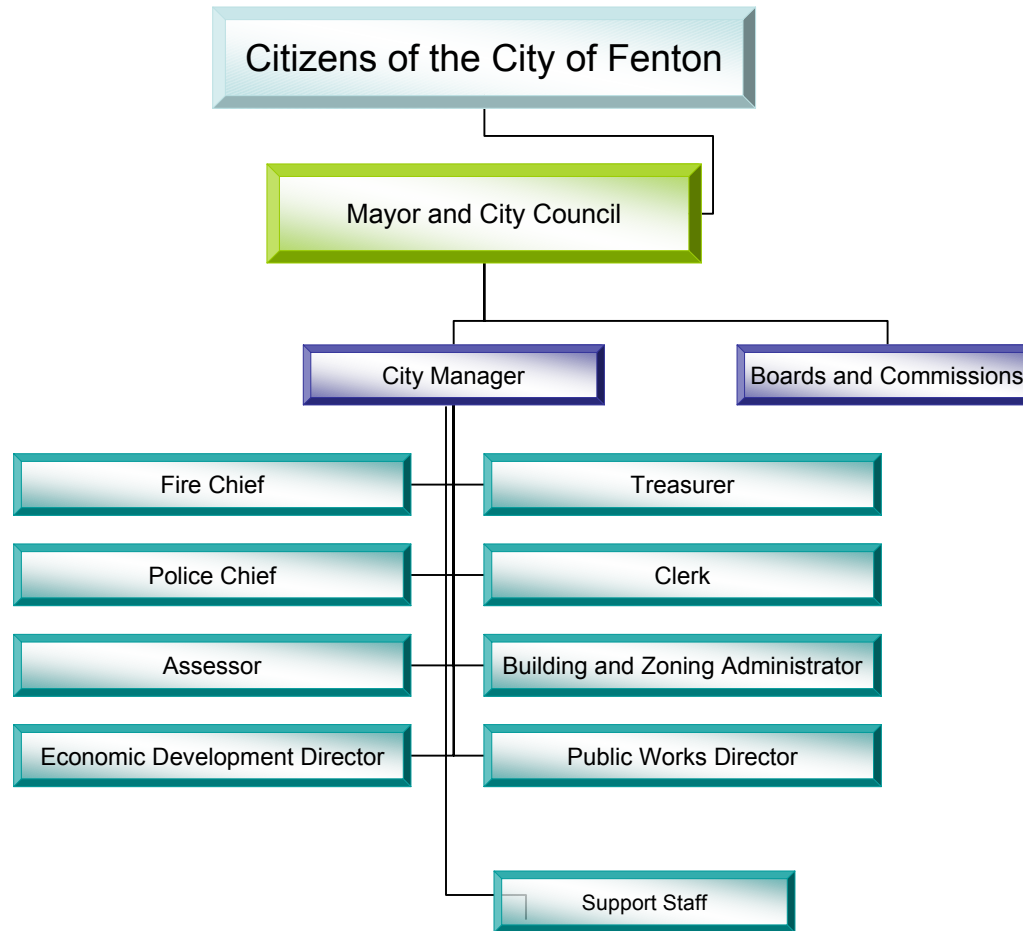 Citizens of the City of Fenton
Mayor and City Council
City Manager
Boards and Commissions
Fire Chief
Treasurer
Police Chief
Clerk
Assessor
Building and Zoning Administrator
Economic Development Director
Public Works Director
Support Staff